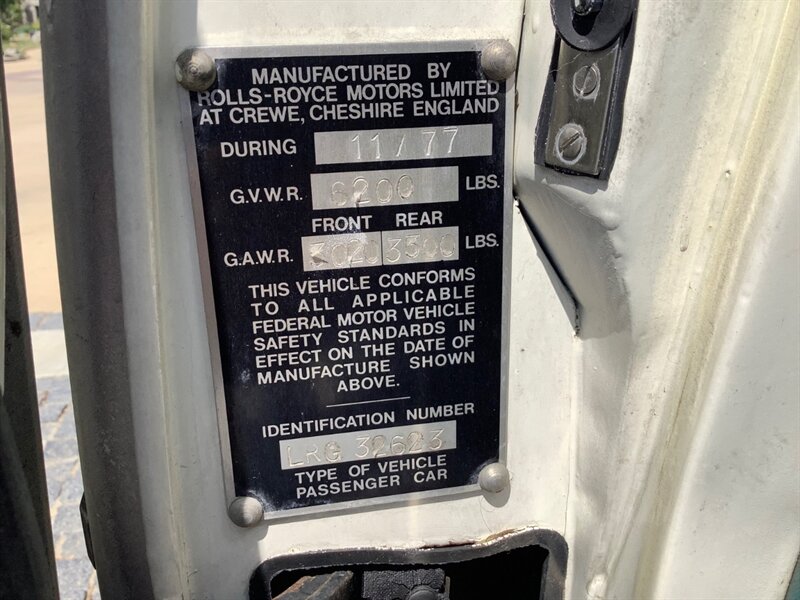 MANUFACTURED BY
ROLLS-ROYCE MOTORS LIMITED
AT CREWE, CHESHIRE ENGLAND
DURING 11/77
G.V.W.R. 6200 LBS.
FRONT REAR
G.A.W.R. 3020 3500 LBS.
THIS VEHICLE CONFORMS
TO ALL APPLICABLE
FEDERAL MOTOR VEHICLE
SAFETY STANDARDS IN
EFFECT ON THE DATE OF
MANUFACTURE SHOWN
ABOVE.
IDENTIFICATION NUMBER
LRG 32623
TYPE OF VEHICLE
PASSENGER CAR